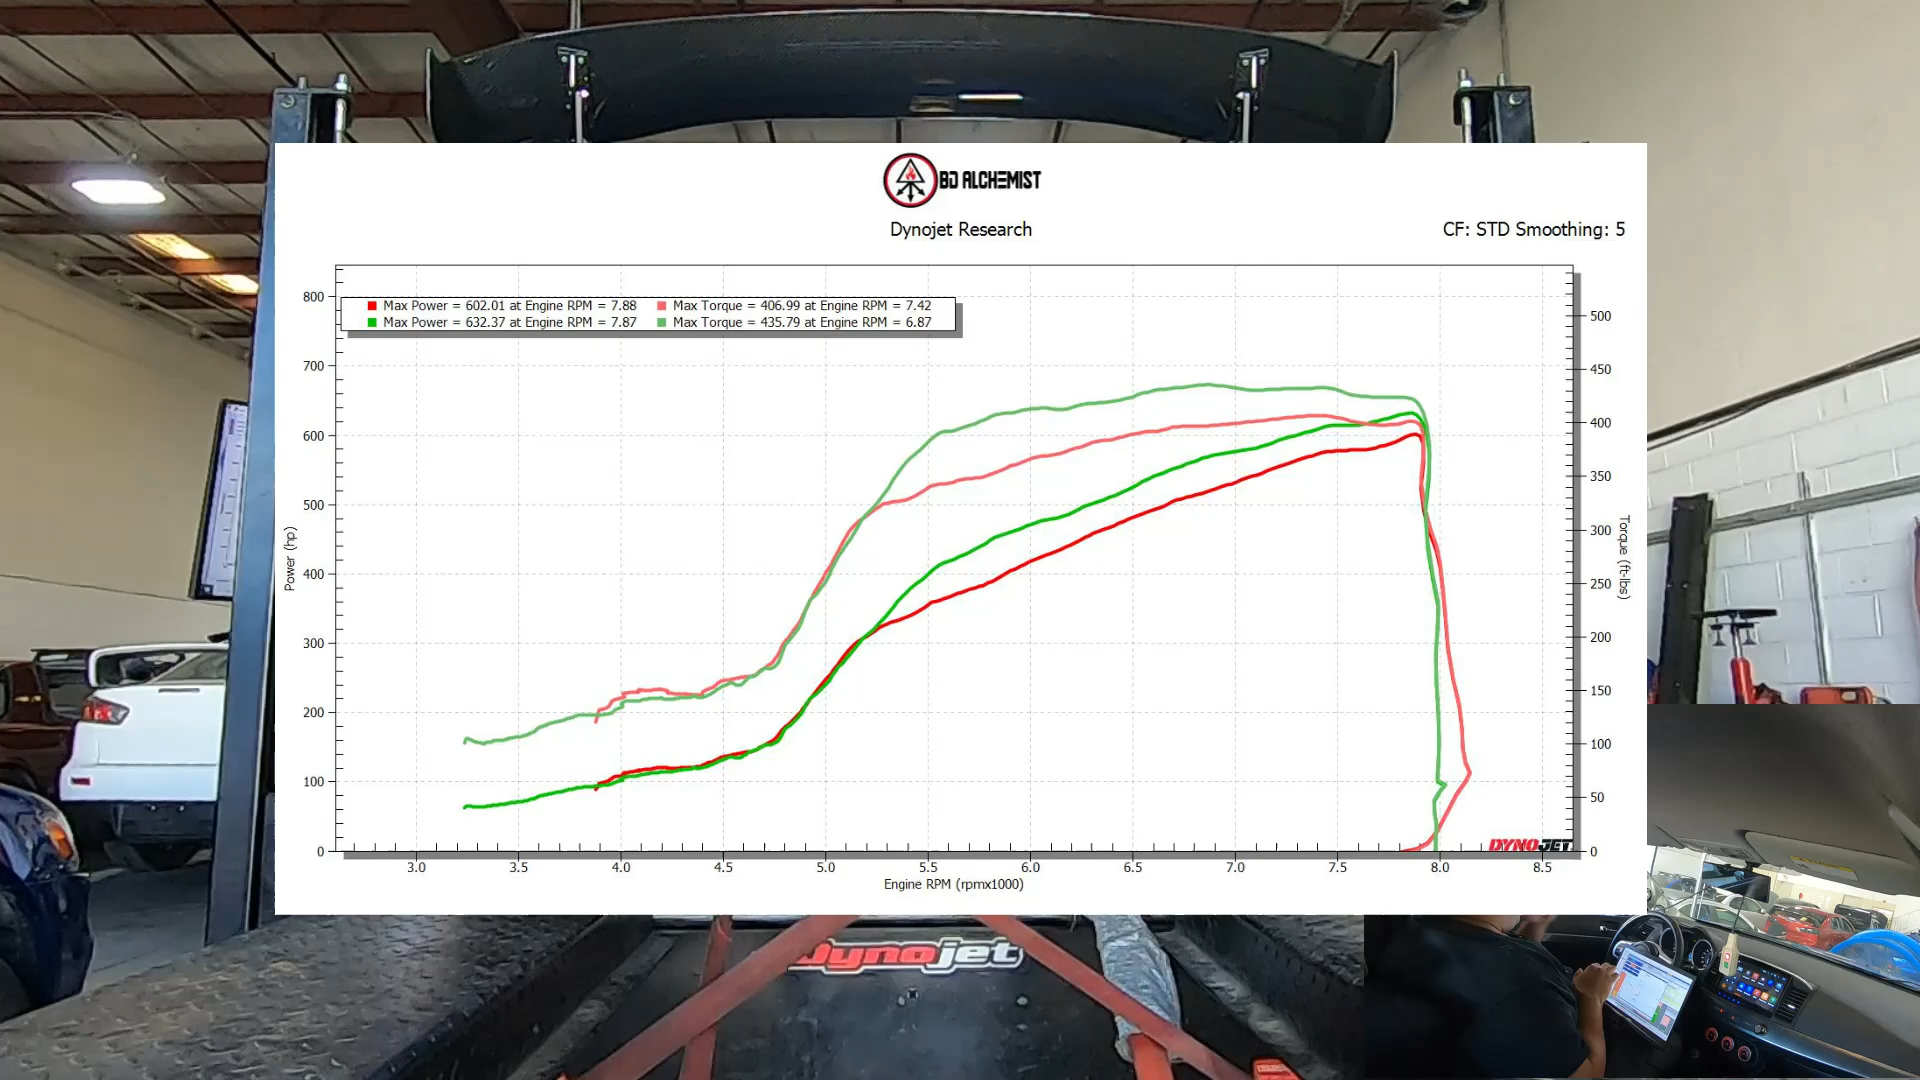 BD ALCHEMIST
Dynojet Research
CF: STD Smoothing: 5
Max Power = 602.01 at Engine RPM = 7.88 Max Torque = 406.99 at Engine RPM = 7.42
Max Power = 632.37 at Engine RPM = 7.87 Max Torque = 435.79 at Engine RPM = 6.87
800
700
600
500
400
300
200
100
0
Power (hp)
500
450
400
350
300
250
200
150
100
50
0
Torque (ft-lbs)
DYNOJET
3.0 3.5 4.0 4.5 5.0 5.5 6.0 6.5 7.0 7.5 8.0 8.5
Engine RPM (rpmx1000)
Dynojet